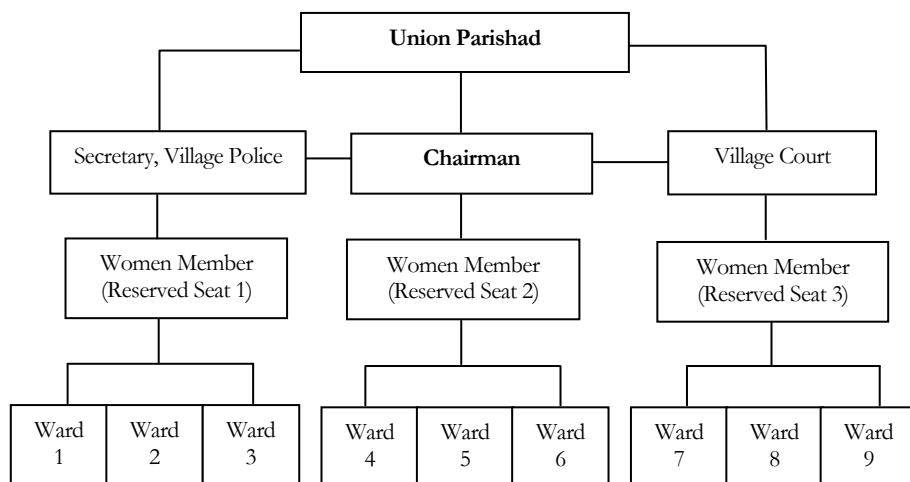 Union Parishad
Secretary, Village Police
Chairman
Village Court
Women Member
(Reserved Seat 1)
Women Member
(Reserved Seat 2)
Women Member
(Reserved Seat 3)
Ward
1
Ward
2
Ward
3
Ward
4
Ward
5
Ward
6
Ward
7
Ward
8
Ward
9